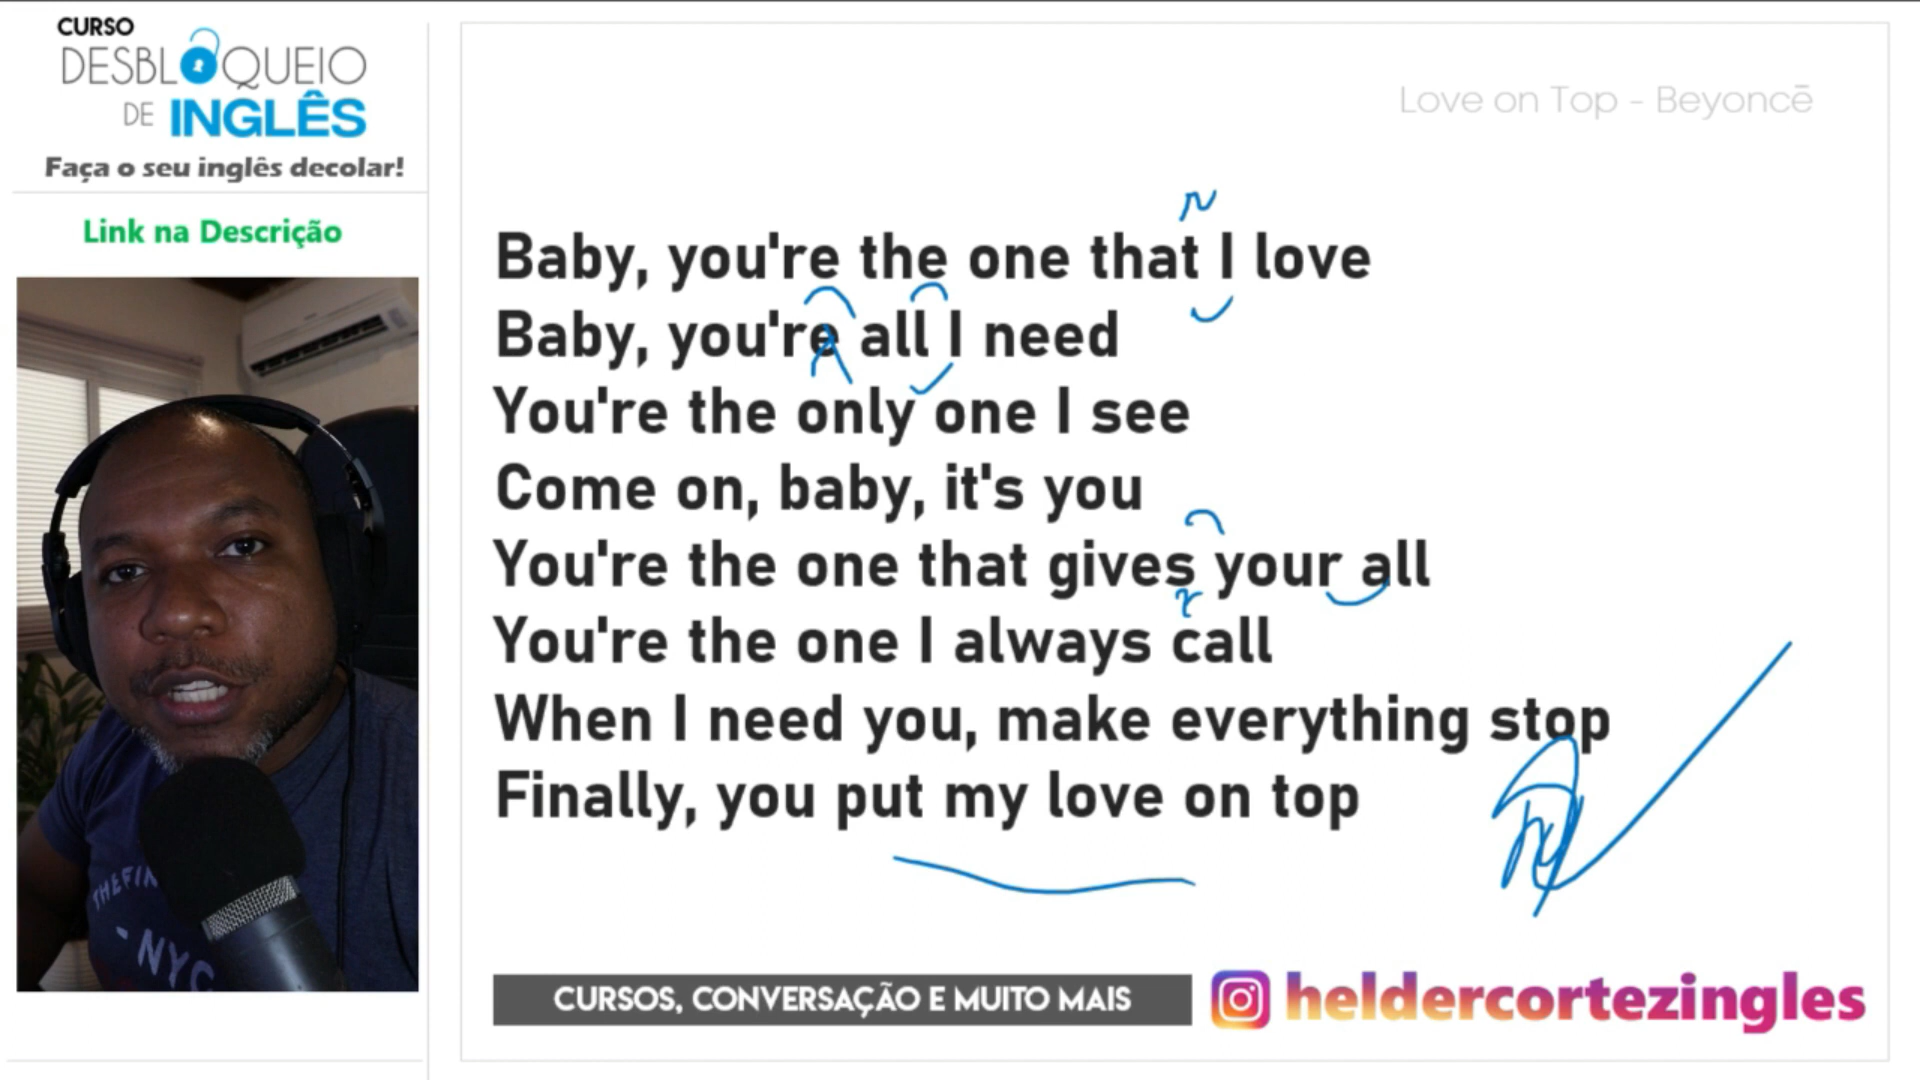 CURSO
DESBLOQUEIO
DE INGLÊS
Faça o seu inglês decolar!
Link na Descrição
Love on Top - Beyoncē
Baby, you're the one that I love
Baby, you're all I need
You're the only one I see
Come on, baby, it's you
You're the one that gives your all
You're the one I always call
When I need you, make everything stop
Finally, you put my love on top
- NYC
CURSOS, CONVERSAÇÃO E MUITO MAIS
heldercortezingles